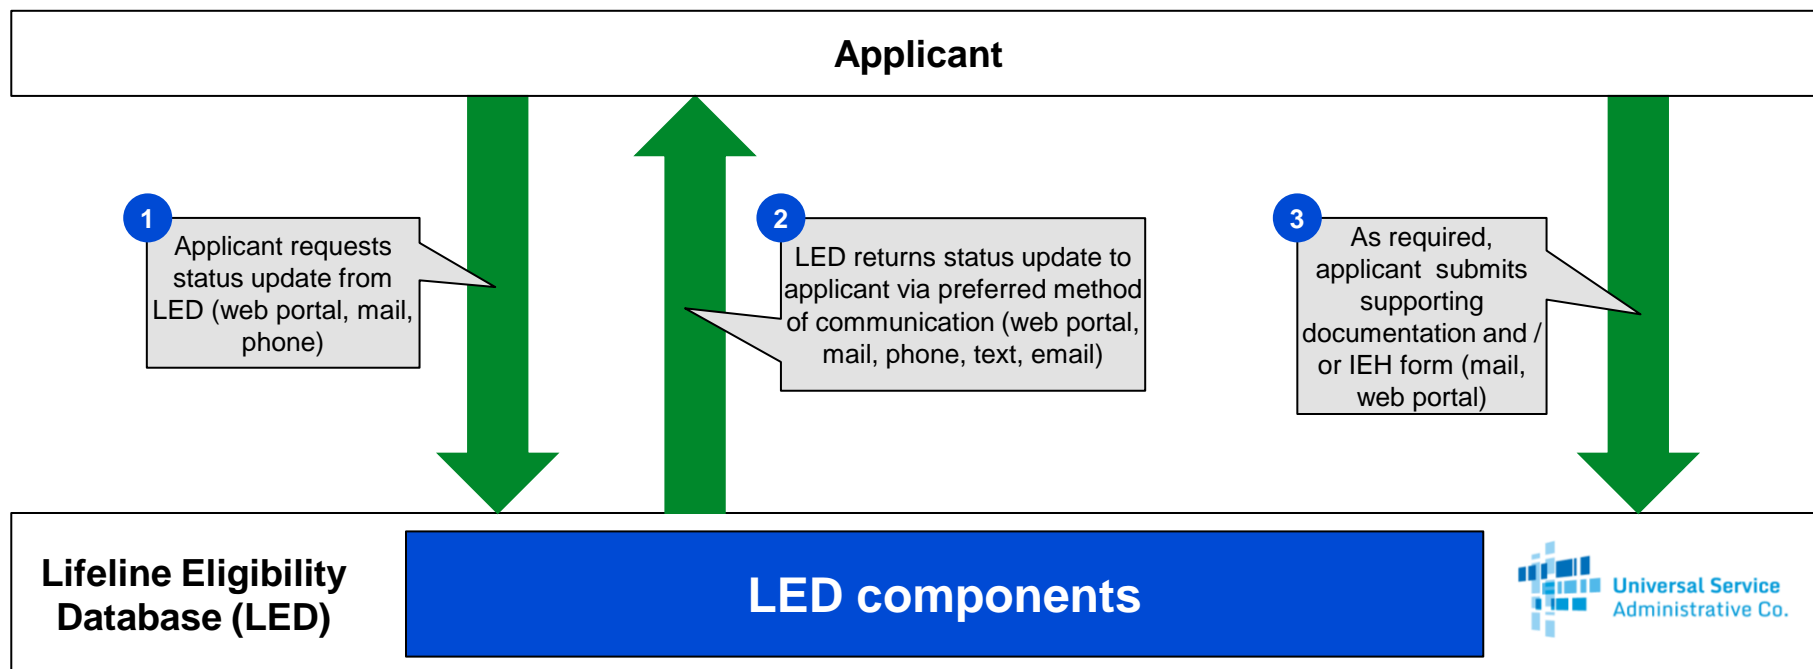 Applicant
1
Applicant requests
status update from
LED (web portal, mail,
phone)
2
LED returns status update to
applicant via preferred method
of communication (web portal,
mail, phone, text, email)
3
As required,
applicant submits
supporting
documentation and /
or IEH form (mail,
web portal)
Lifeline Eligibility
Database (LED)
LED components
Universal Service
Administrative Co.